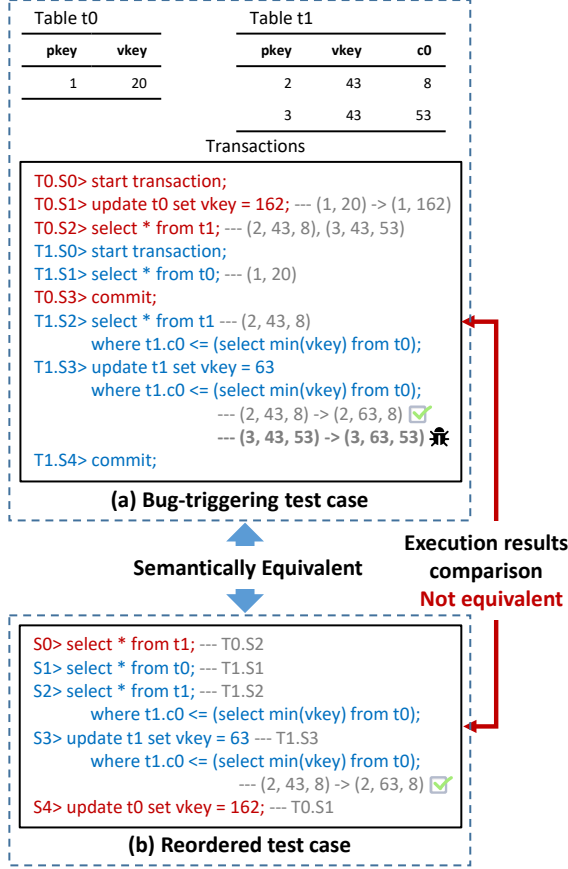 Table t0 Table t1
pkey vkey pkey vkey c0
1 20 2 43 8
3 43 53
Transactions
T0.S0> start transaction;
T0.S1> update t0 set vkey = 162; --- (1, 20) -> (1, 162)
T0.S2> select * from t1; --- (2, 43, 8), (3, 43, 53)
T1.S0> start transaction;
T1.S1> select * from t0; --- (1, 20)
T0.S3> commit;
T1.S2> select * from t1 --- (2, 43, 8)
where t1.c0 <= (select min(vkey) from t0);
T1.S3> update t1 set vkey = 63
where t1.c0 <= (select min(vkey) from t0);
--- (2, 43, 8) -> (2, 63, 8)
--- (3, 43, 53) -> (3, 63, 53)
T1.S4> commit;
(a) Bug-triggering test case
Semantically Equivalent
Execution results
comparison
Not equivalent
S0> select * from t1; --- T0.S2
S1> select * from t0; --- T1.S1
S2> select * from t1; --- T1.S2
where t1.c0 <= (select min(vkey) from t0);
S3> update t1 set vkey = 63 --- T1.S3
where t1.c0 <= (select min(vkey) from t0);
--- (2, 43, 8) -> (2, 63, 8)
S4> update t0 set vkey = 162; --- T0.S1
(b) Reordered test case